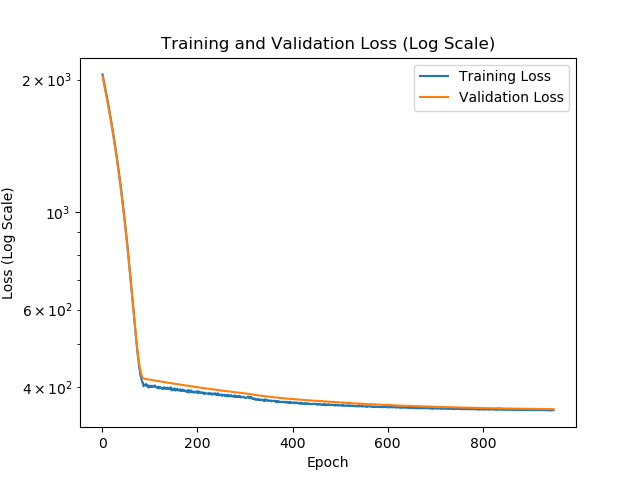 Training and Validation Loss (Log Scale)
Training Loss
Validation Loss
Loss (Log Scale)
2 × 10³
10³
6 × 10²
4 × 10²
0 200 400 600 800
Epoch